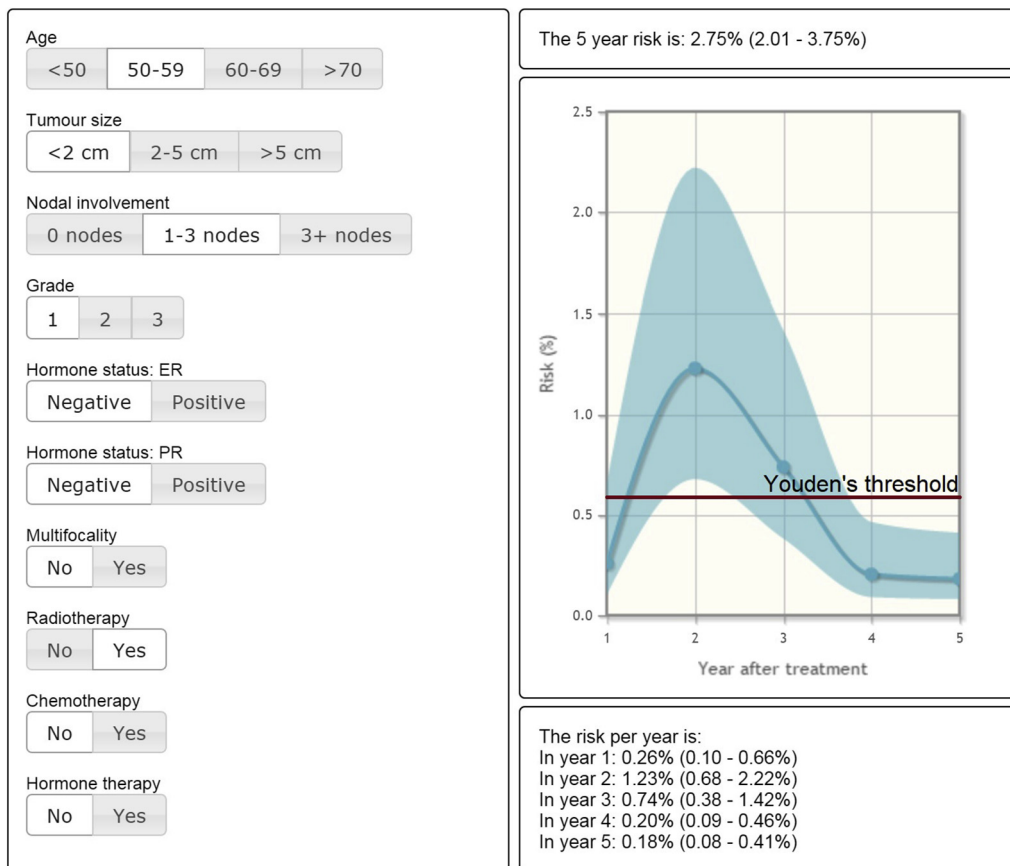 Age
<50 50-59 60-69 >70
Tumour size
<2 cm 2-5 cm >5 cm
Nodal involvement
0 nodes 1-3 nodes 3+ nodes
Grade
1 2 3
Hormone status: ER
Negative Positive
Hormone status: PR
Negative Positive
Multifocality
No Yes
Radiotherapy
No Yes
Chemotherapy
No Yes
Hormone therapy
No Yes
The 5 year risk is: 2.75% (2.01 - 3.75%)
2.5
2.0
1.5
1.0
0.5
0.0
Risk (%)
Youden's threshold
1 2 3 4 5
Year after treatment
The risk per year is:
In year 1: 0.26% (0.10 - 0.66%)
In year 2: 1.23% (0.68 - 2.22%)
In year 3: 0.74% (0.38 - 1.42%)
In year 4: 0.20% (0.09 - 0.46%)
In year 5: 0.18% (0.08 - 0.41%)